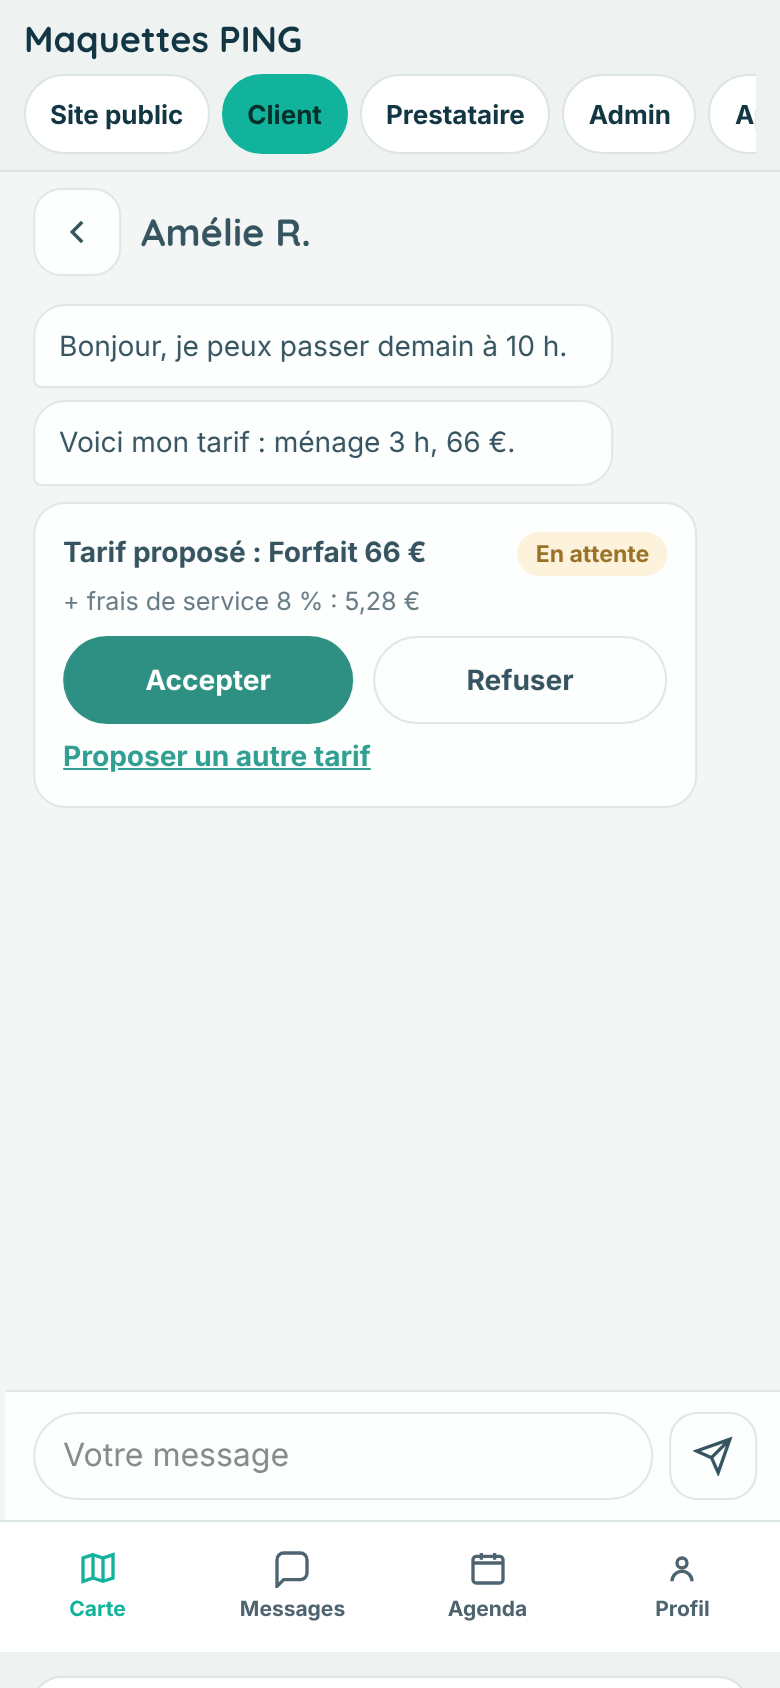 Maquettes PING
Site public
Client
Prestataire
Admin
Amélie R.
Bonjour, je peux passer demain à 10 h.
Voici mon tarif : ménage 3 h, 66 €.
Tarif proposé : Forfait 66 €
En attente
+ frais de service 8 % : 5,28 €
Accepter
Refuser
Proposer un autre tarif
Votre message
Carte
Messages
Agenda
Profil